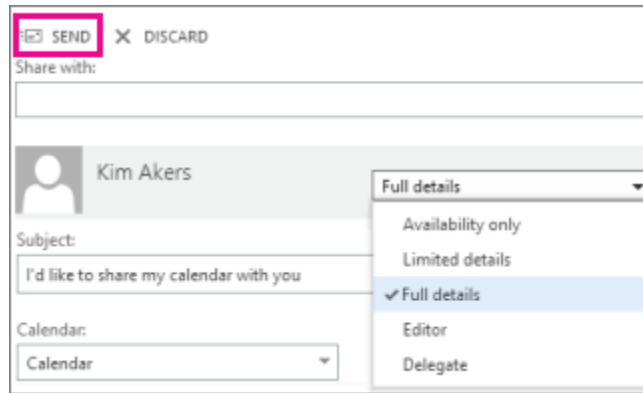 SEND DISCARD
Share with:
Kim Akers
Full details
Availability only
Limited details
Full details
Editor
Delegate
Subject:
I'd like to share my calendar with you
Calendar:
Calendar